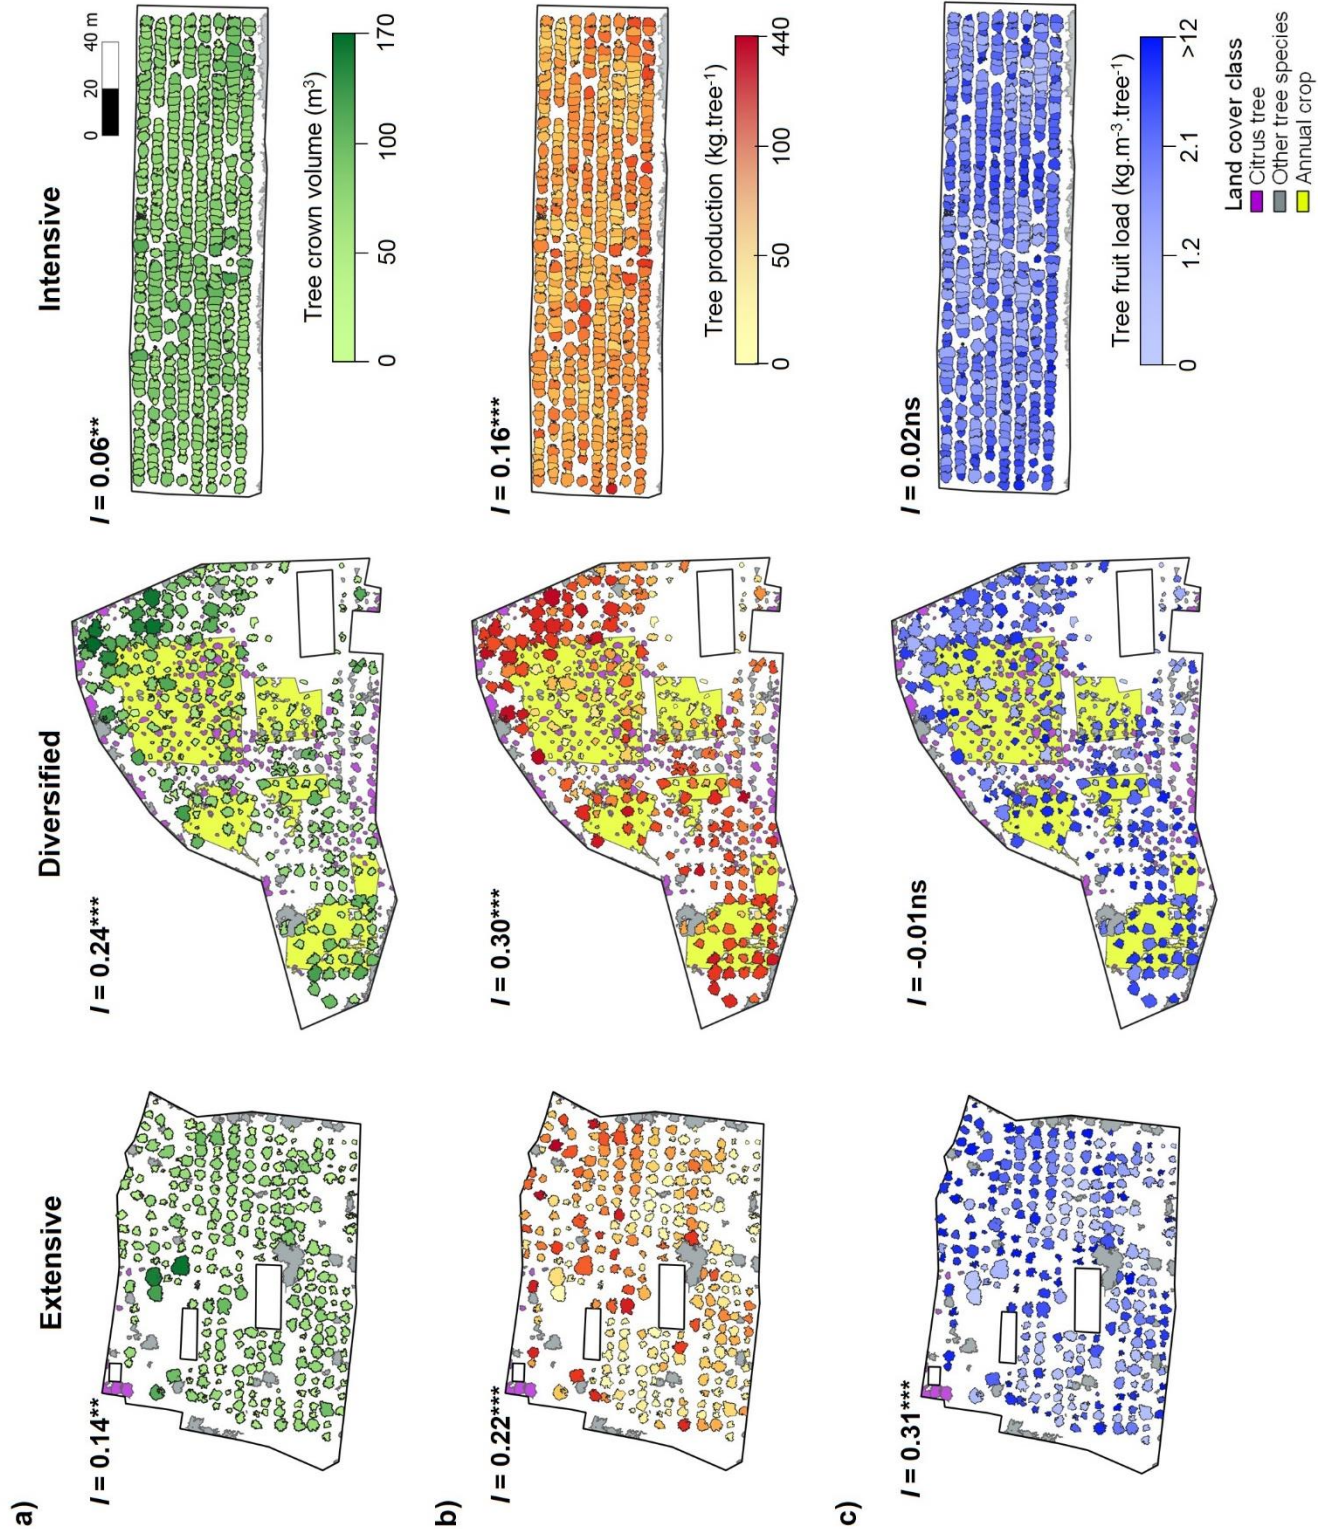 Extensive
Diversified
Intensive
a)
I = 0.14**
I = 0.24***
I = 0.06**
0 20 40 m
Tree crown volume (m³)
0 50 100 170
b)
I = 0.22***
I = 0.30***
I = 0.16***
Tree production (kg.tree⁻¹)
0 50 100 440
c)
I = 0.31***
I = -0.01ns
I = 0.02ns
Tree fruit load (kg.m⁻³.tree⁻¹)
0 1.2 2.1 >12
Land cover class
Citrus tree
Other tree species
Annual crop